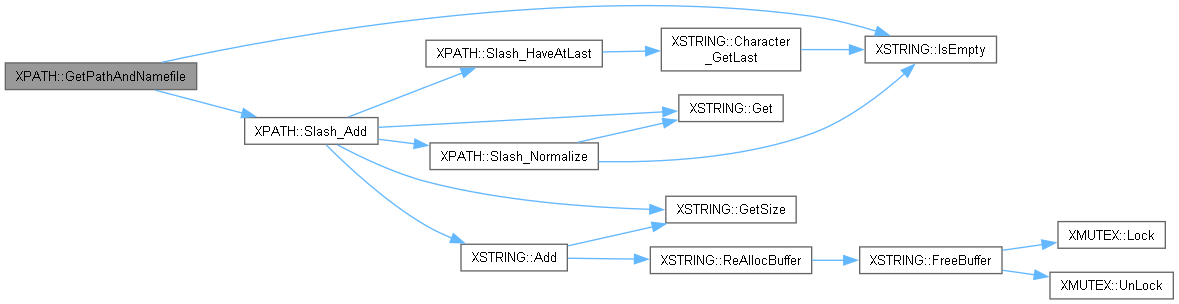 XPATH::GetPathAndNamefile
XPATH::Slash_Add
XPATH::Slash_HaveAtLast
XSTRING::Character
_GetLast
XSTRING::IsEmpty
XSTRING::Get
XPATH::Slash_Normalize
XSTRING::GetSize
XSTRING::Add
XSTRING::ReAllocBuffer
XSTRING::FreeBuffer
XMUTEX::Lock
XMUTEX::UnLock